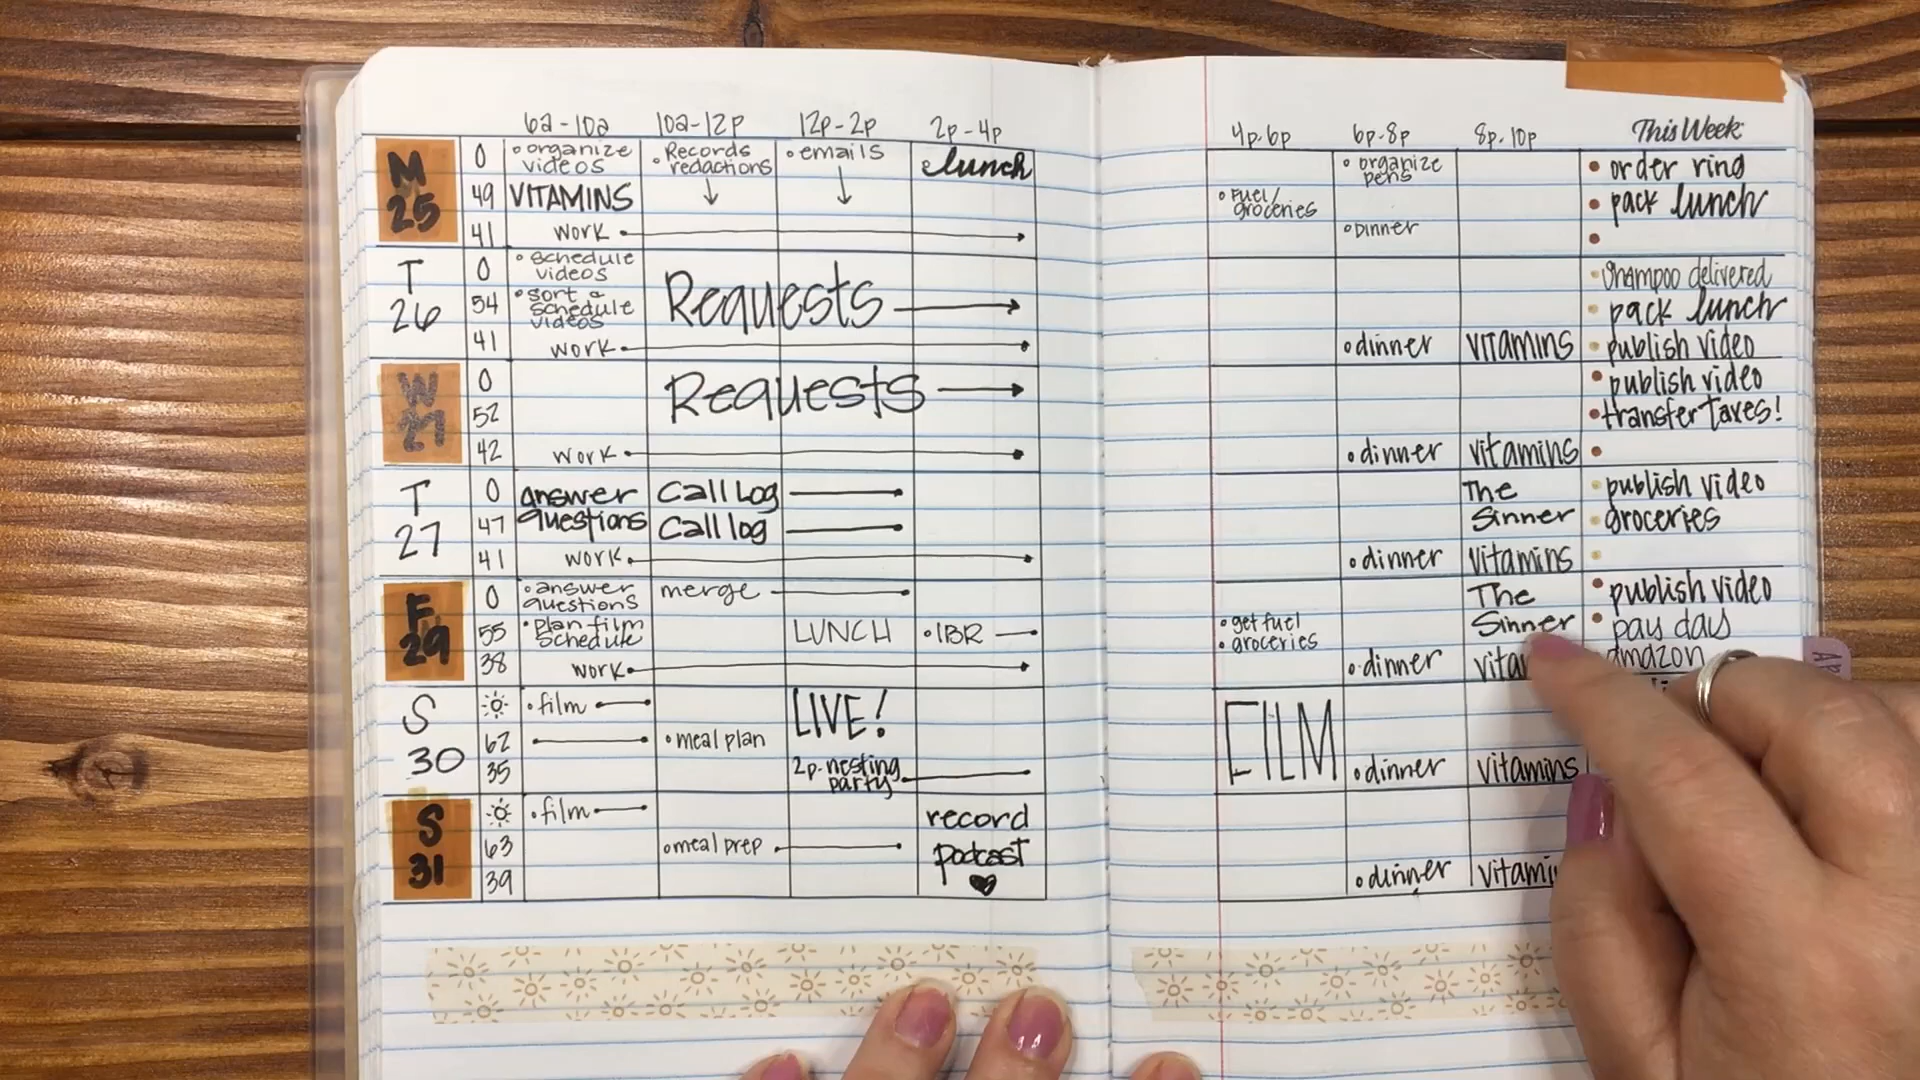 6a-10a 10a-12p 12p-2p 2p-4p 4p-6p 6p-8p 8p-10p This Week
M
25
0
49
41
organize
videos
VITAMINS
work
Records
redactions
emails
lunch
Fuel/
groceries
organize
pens
Dinner
order ring
pack lunch
T
26
0
54
41
schedule
videos
sort &
schedule
videos
work
Requests
dinner
VITAMINS
shampoo delivered
pack lunch
publish video
W
27
0
52
42
work
Requests
dinner
vitamins
publish video
transfer taxes!
T
27
0
47
41
answer
questions
work
Call Log
Call log
dinner
The
Sinner
vitamins
publish video
groceries
F
29
0
55
38
answer
questions
plan film
schedule
work
merge
LUNCH
IBR
get fuel
groceries
dinner
The
Sinner
vita
publish video
pay day
amazon
S
30
62
35
film
meal plan
LIVE!
2p-nesting
party
FILM
dinner
vitamins
S
31
63
39
film
meal prep
record
podcast
dinner
vitami
AP